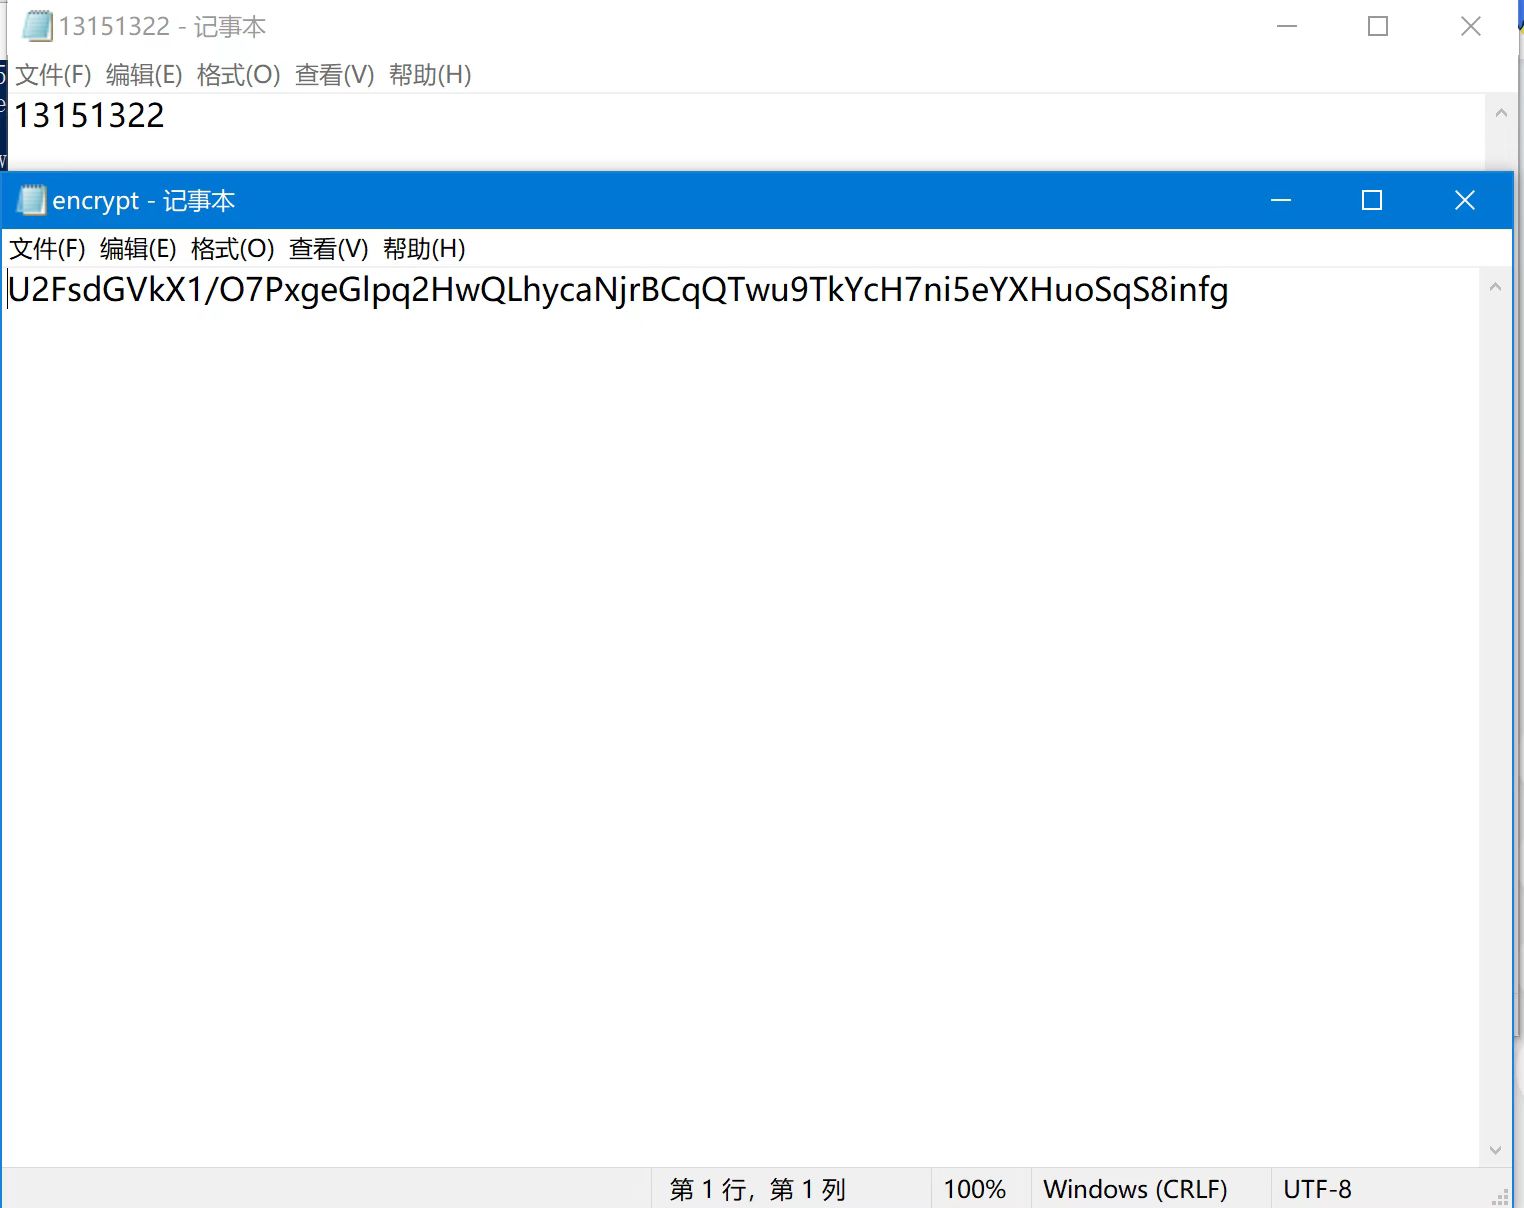 13151322 - 记事本
文件(F) 编辑(E) 格式(O) 查看(V) 帮助(H)
13151322
encrypt - 记事本
文件(F) 编辑(E) 格式(O) 查看(V) 帮助(H)
U2FsdGVkX1/O7PxgeGlpq2HwQLhycaNjrBCqQTwu9TkYcH7ni5eYXHuoSqS8infg
第 1 行，第 1 列 100% Windows (CRLF) UTF-8